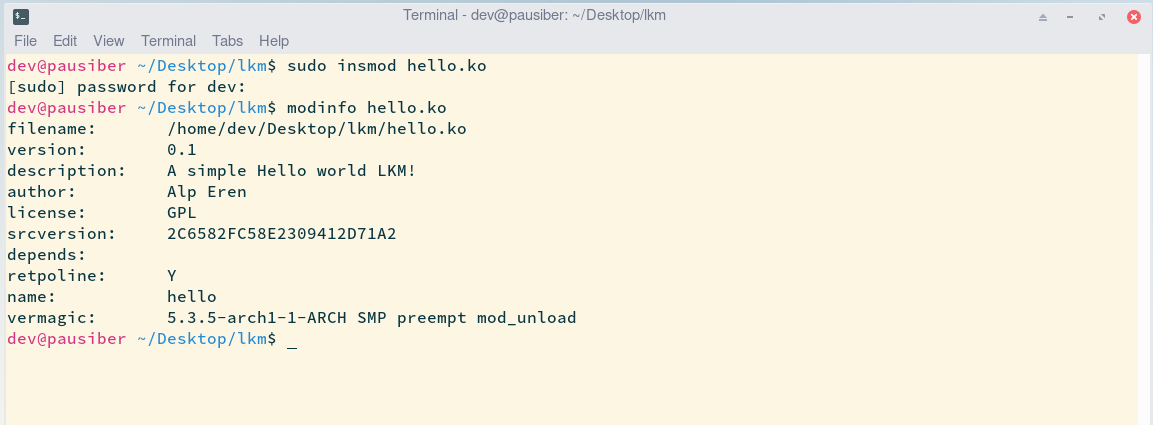 Terminal - dev@pausiber: ~/Desktop/lkm
File Edit View Terminal Tabs Help
dev@pausiber ~/Desktop/lkm$ sudo insmod hello.ko
[sudo] password for dev:
dev@pausiber ~/Desktop/lkm$ modinfo hello.ko
filename:       /home/dev/Desktop/lkm/hello.ko
version:        0.1
description:    A simple Hello world LKM!
author:         Alp Eren
license:        GPL
srcversion:     2C6582FC58E2309412D71A2
depends:
retpoline:      Y
name:           hello
vermagic:       5.3.5-arch1-1-ARCH SMP preempt mod_unload
dev@pausiber ~/Desktop/lkm$ _